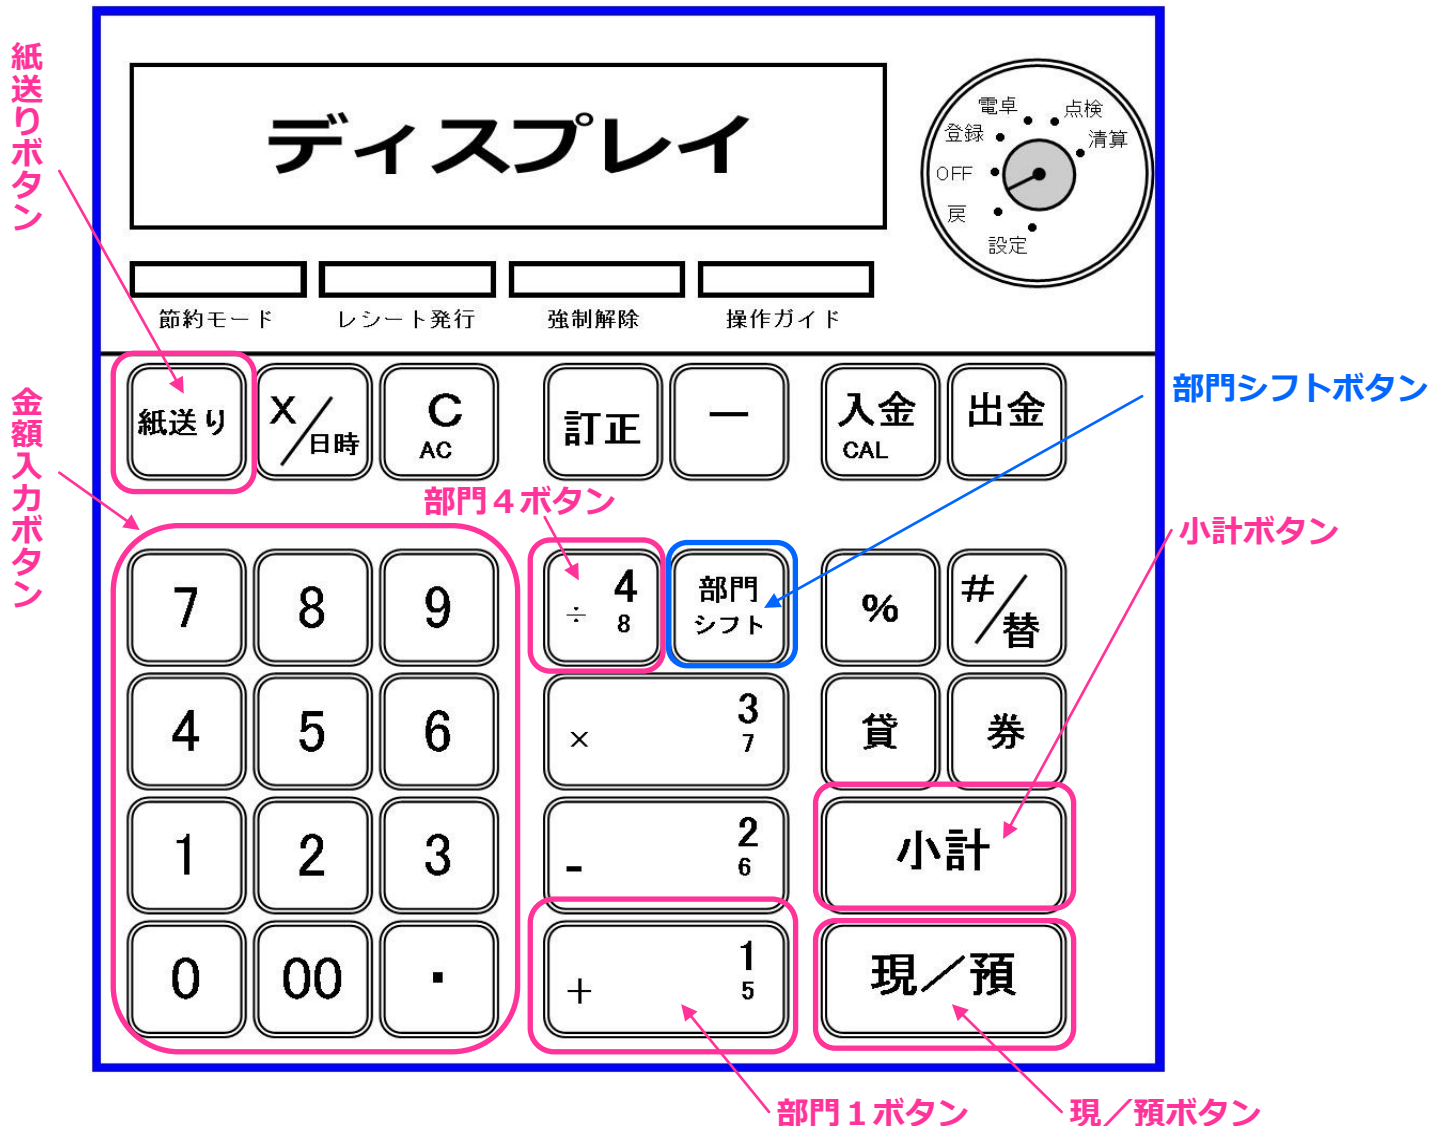 紙送りボタン
ディスプレイ
電卓
点検
登録
清算
OFF
戻
設定
節約モード
レシート発行
強制解除
操作ガイド
部門シフトボタン
金額入力ボタン
紙送り
X／日時
C
AC
訂正
ー
入金
CAL
出金
部門４ボタン
小計ボタン
7
8
9
4
÷ 8
部門
シフト
%
#／替
4
5
6
3
× 7
貸
券
1
2
3
2
- 6
小計
0
00
.
1
+ 5
現／預
部門１ボタン
現／預ボタン